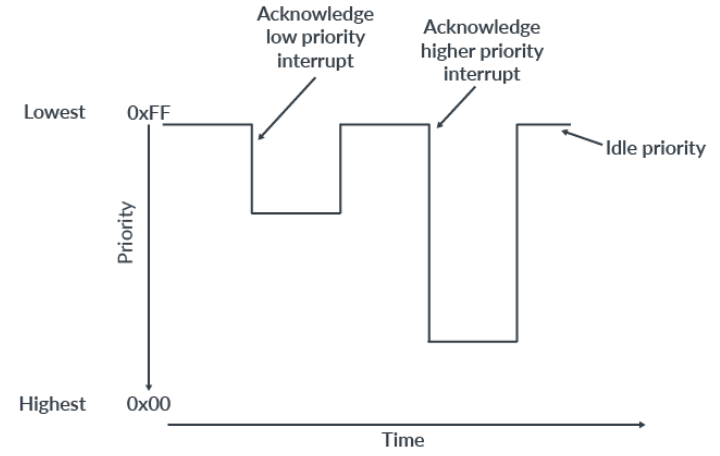 Acknowledge
low priority
interrupt
Acknowledge
higher priority
interrupt
Lowest 0xFF
Idle priority
Priority
Highest 0x00
Time